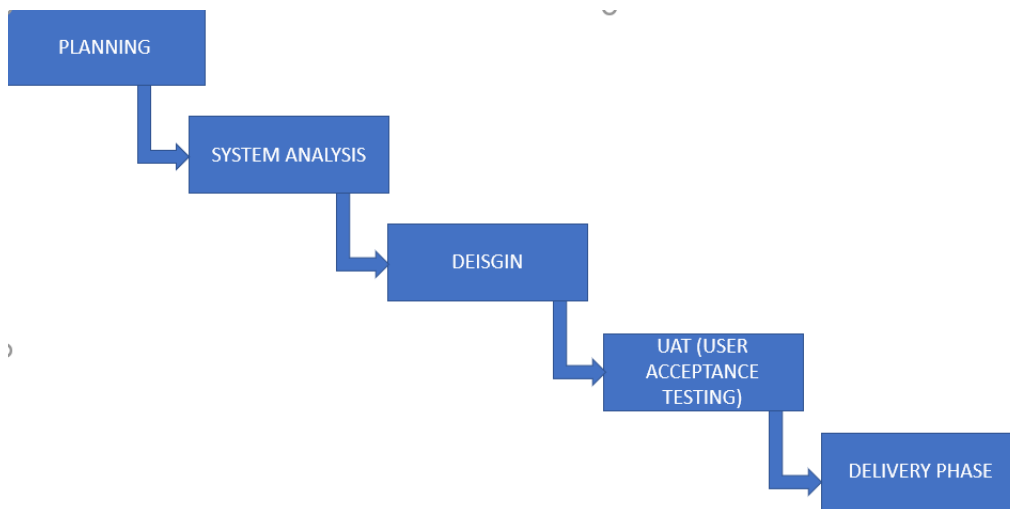 PLANNING
SYSTEM ANALYSIS
DEISGIN
UAT (USER
ACCEPTANCE
TESTING)
DELIVERY PHASE